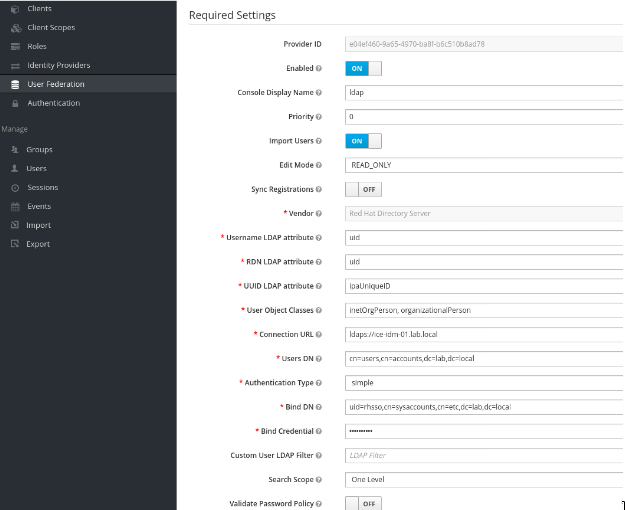 Clients
Client Scopes
Roles
Identity Providers
User Federation
Authentication
Manage
Groups
Users
Sessions
Events
Import
Export
Required Settings
Provider ID e04ef460-9a65-4970-ba8f-b6c510b8ad78
Enabled ON
Console Display Name ldap
Priority 0
Import Users ON
Edit Mode READ_ONLY
Sync Registrations OFF
* Vendor Red Hat Directory Server
* Username LDAP attribute uid
* RDN LDAP attribute uid
* UUID LDAP attribute ipaUniqueID
* User Object Classes inetOrgPerson, organizationalPerson
* Connection URL ldaps://ice-idm-01.lab.local
* Users DN cn=users,cn=accounts,dc=lab,dc=local
* Authentication Type simple
* Bind DN uid=rhsso,cn=sysaccounts,cn=etc,dc=lab,dc=local
* Bind Credential ••••••••••
Custom User LDAP Filter LDAP Filter
Search Scope One Level
Validate Password Policy OFF